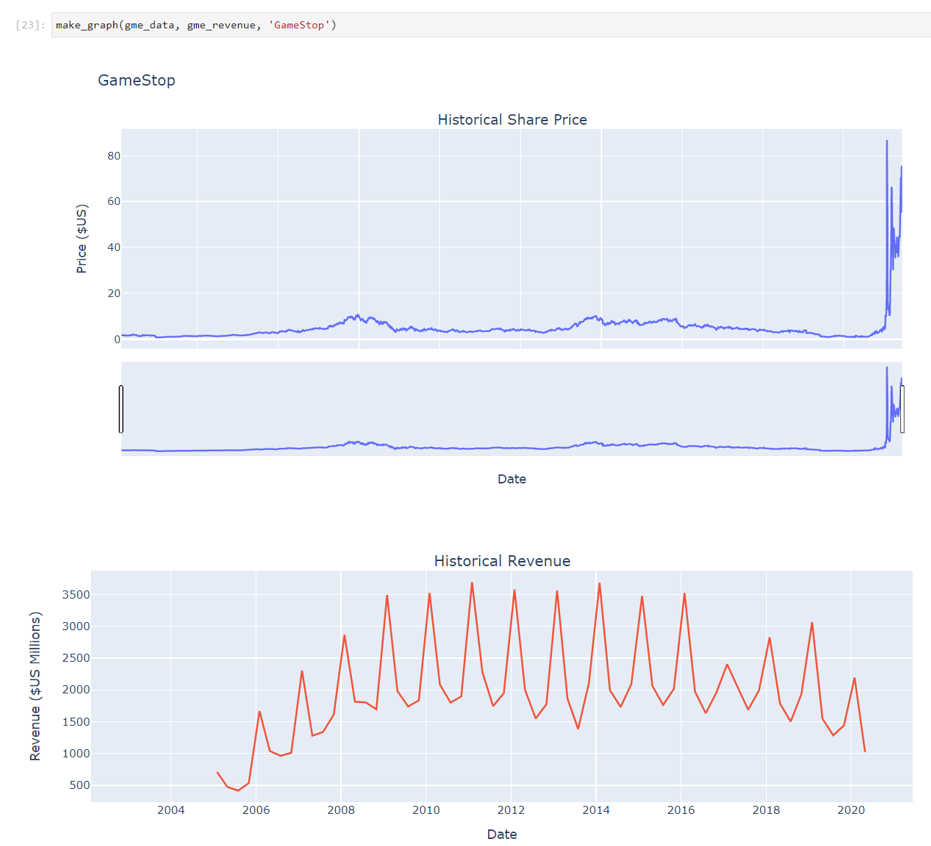 [23]: make_graph(gme_data, gme_revenue, 'GameStop')
GameStop
Historical Share Price
80
60
40
20
0
Price ($US)
Date
Historical Revenue
3500
3000
2500
2000
1500
1000
500
Revenue ($US Millions)
2004 2006 2008 2010 2012 2014 2016 2018 2020
Date